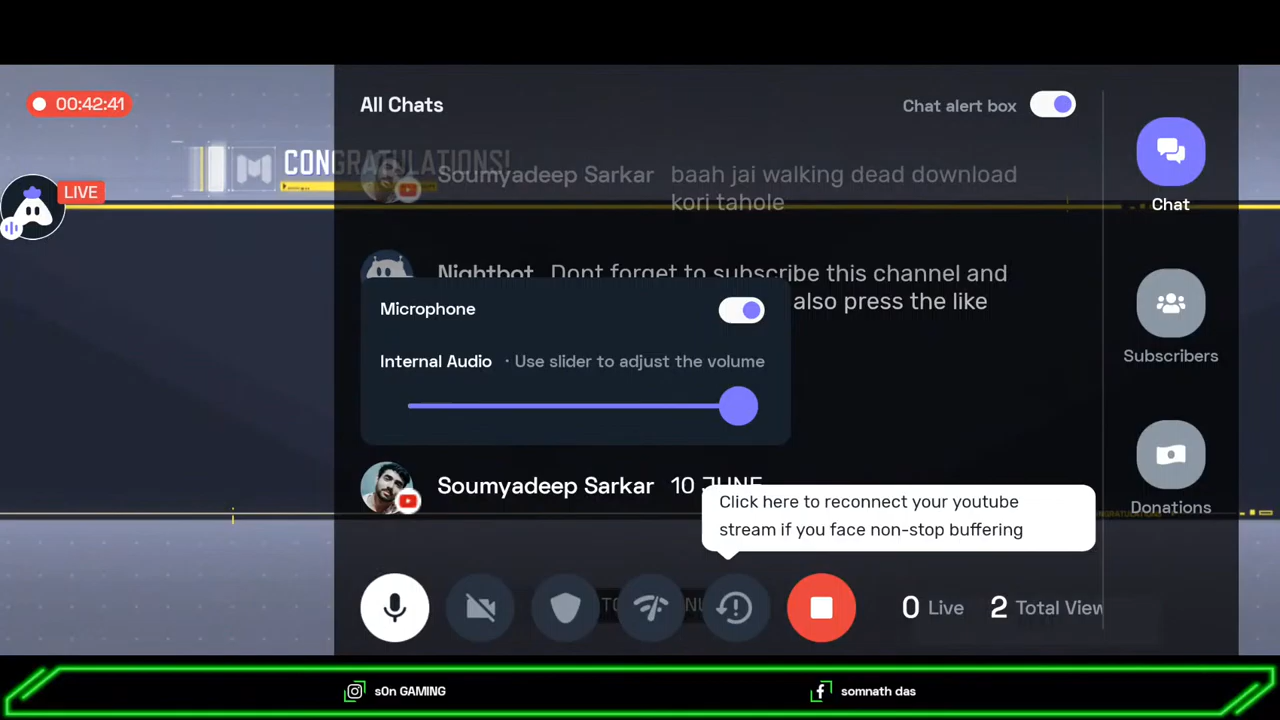 00:42:41
All Chats
Chat alert box
CONGRATULATIONS!
LIVE
Soumyadeep Sarkar baah jai walking dead download
kori tahole
Chat
Nightbot Dont forget to subscribe this channel and
also press the like
Microphone
Internal Audio · Use slider to adjust the volume
Subscribers
Soumyadeep Sarkar 10 JUNE
Click here to reconnect your youtube
stream if you face non-stop buffering
Donations
0 Live 2 Total View
s0n GAMING
somnath das